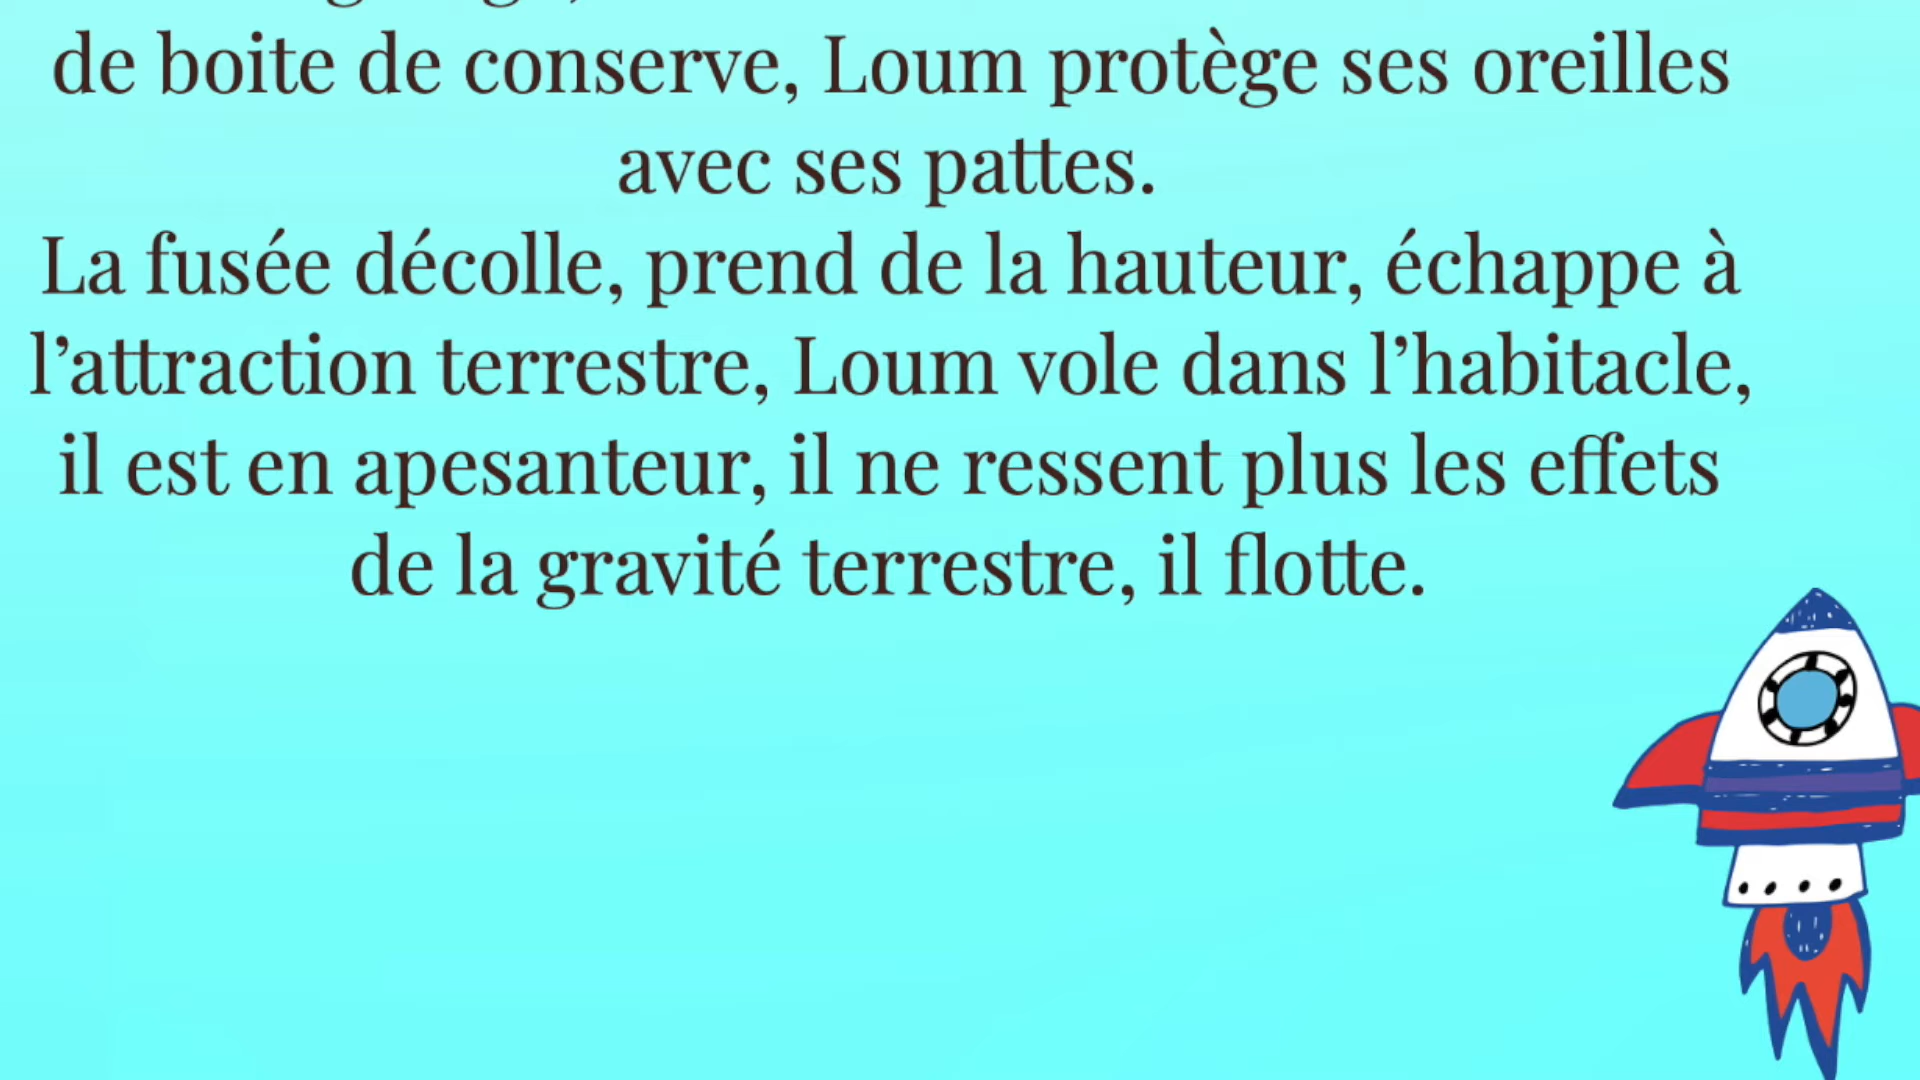 de boite de conserve, Loum protège ses oreilles
avec ses pattes.
La fusée décolle, prend de la hauteur, échappe à
l’attraction terrestre, Loum vole dans l’habitacle,
il est en apesanteur, il ne ressent plus les effets
de la gravité terrestre, il flotte.